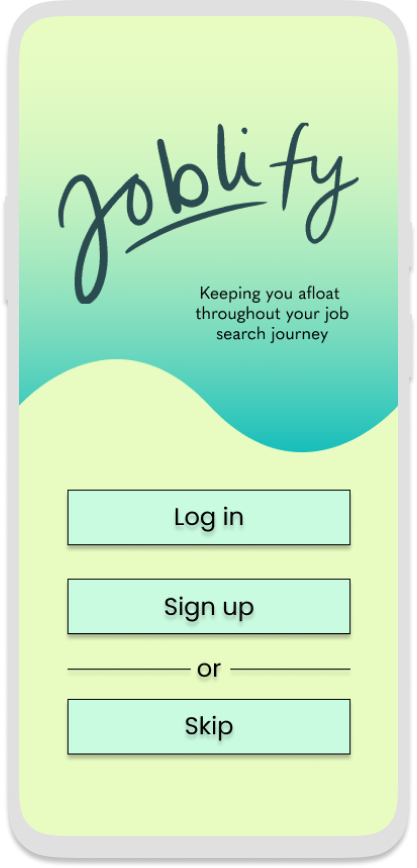 Joblify
Keeping you afloat
throughout your job
search journey
Log in
Sign up
or
Skip